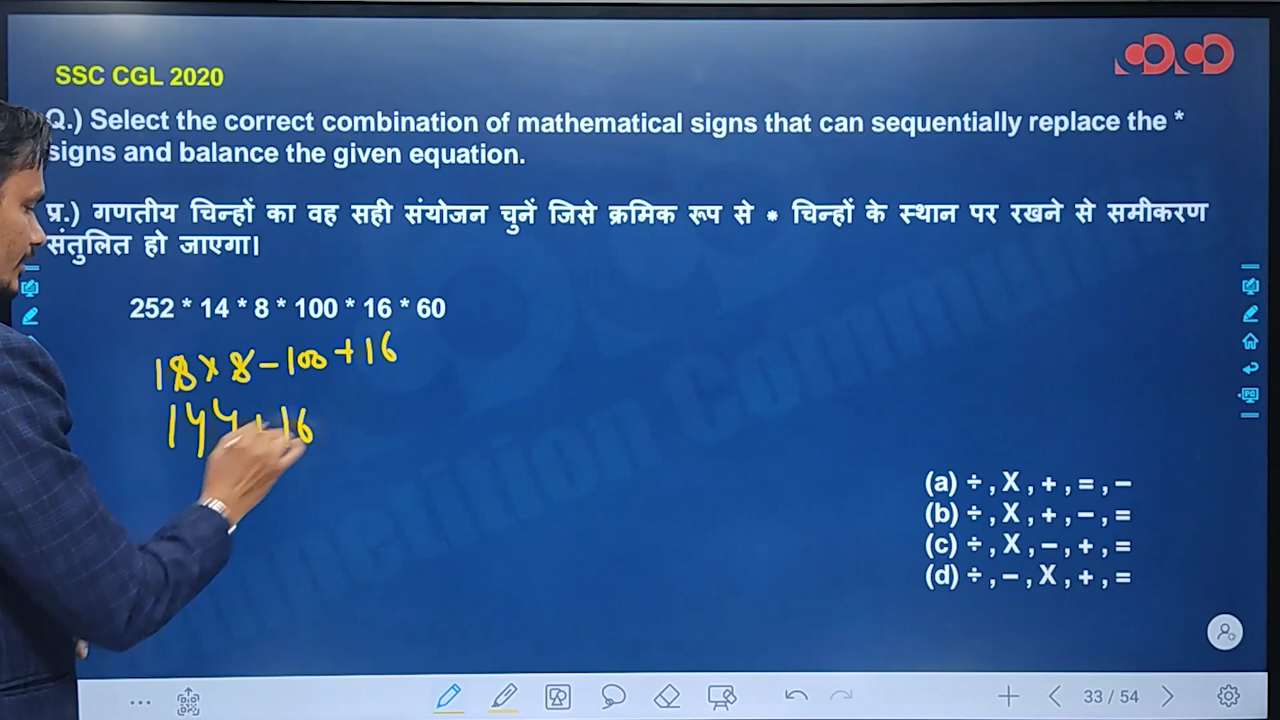 SSC CGL 2020
Q.) Select the correct combination of mathematical signs that can sequentially replace the *
signs and balance the given equation.
प्र.) गणतीय चिन्हों का वह सही संयोजन चुनें जिसे क्रमिक रूप से * चिन्हों के स्थान पर रखने से समीकरण
संतुलित हो जाएगा।
252 * 14 * 8 * 100 * 16 * 60
18 × 8 - 100 + 16
144 + 16
(a) ÷ , X , + , = , −
(b) ÷ , X , + , − , =
(c) ÷ , X , − , + , =
(d) ÷ , − , X , + , =
33 / 54